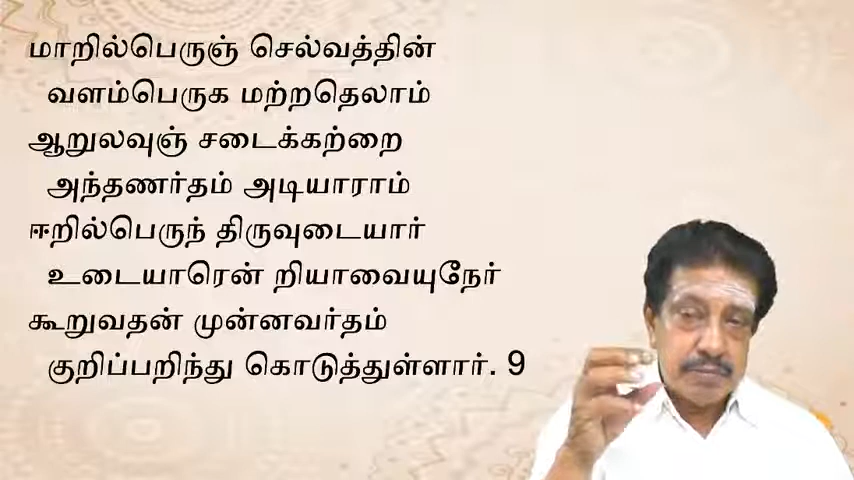 மாறில்பெருஞ் செல்வத்தின்
வளம்பெருக மற்றதெலாம்
ஆறுலவுஞ் சடைக்கற்றை
அந்தணர்தம் அடியாராம்
ஈறில்பெருந் திருவுடையார்
உடையாரென் றியாவையுநேர்
கூறுவதன் முன்னவர்தம்
குறிப்பறிந்து கொடுத்துள்ளார். 9